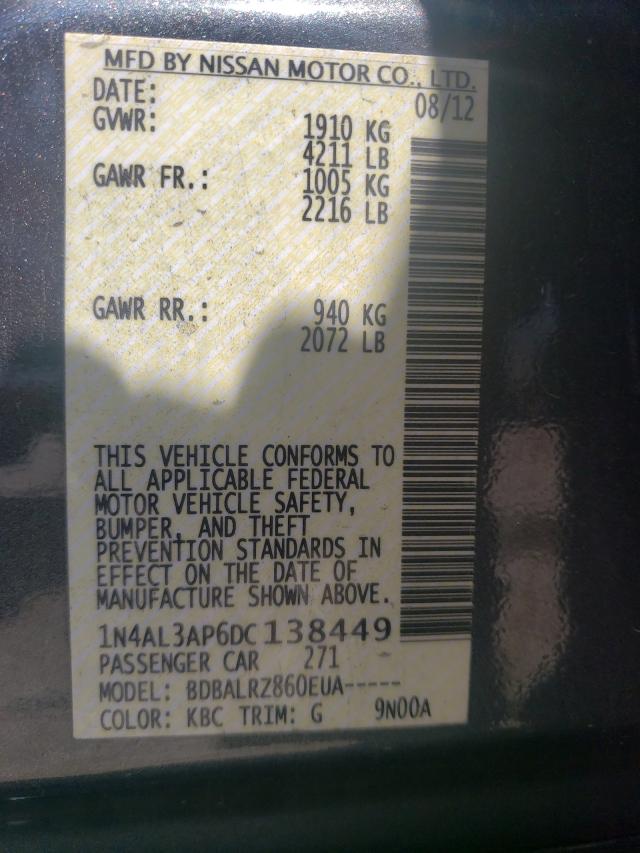 MFD BY NISSAN MOTOR CO., LTD.
DATE: 08/12
GVWR: 1910 KG
4211 LB
GAWR FR.: 1005 KG
2216 LB
GAWR RR.: 940 KG
2072 LB
THIS VEHICLE CONFORMS TO
ALL APPLICABLE FEDERAL
MOTOR VEHICLE SAFETY,
BUMPER, AND THEFT
PREVENTION STANDARDS IN
EFFECT ON THE DATE OF
MANUFACTURE SHOWN ABOVE.
1N4AL3AP6DC138449
PASSENGER CAR 271
MODEL: BDBALRZ860EUA-----
COLOR: KBC TRIM: G 9N00A